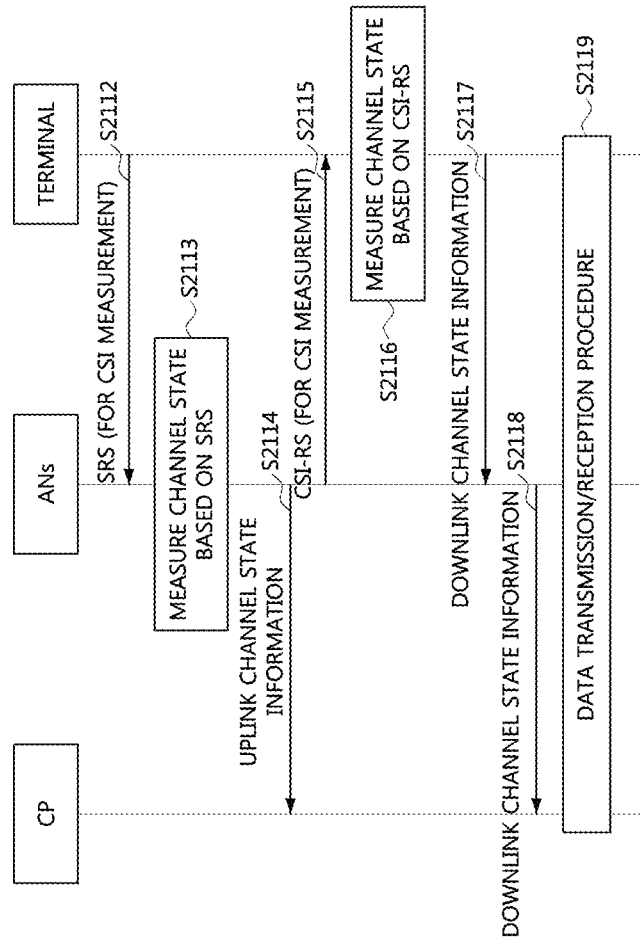 CP
ANs
TERMINAL
SRS (FOR CSI MEASUREMENT)
S2112
MEASURE CHANNEL STATE
BASED ON SRS
S2113
UPLINK CHANNEL STATE
INFORMATION
S2114
CSI-RS (FOR CSI MEASUREMENT)
S2115
MEASURE CHANNEL STATE
BASED ON CSI-RS
S2116
DOWNLINK CHANNEL STATE INFORMATION
S2117
DOWNLINK CHANNEL STATE INFORMATION
S2118
DATA TRANSMISSION/RECEPTION PROCEDURE
S2119